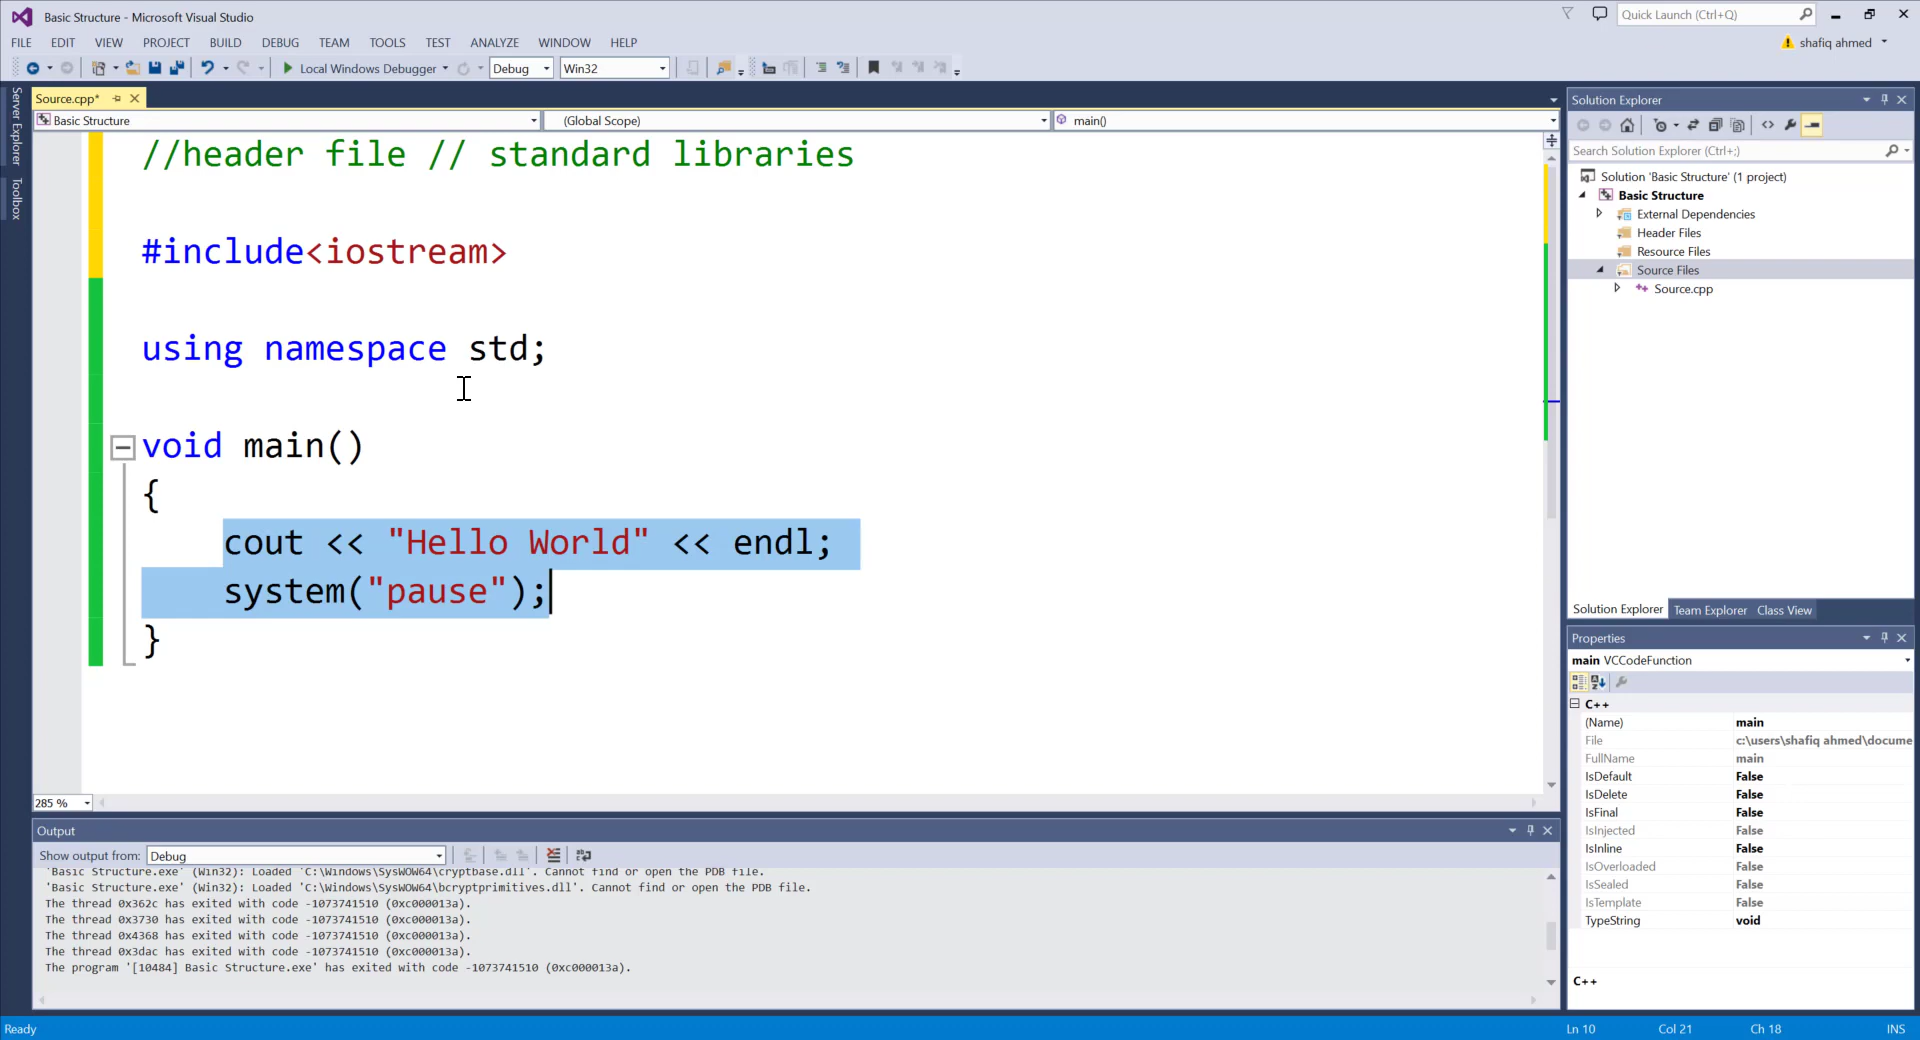 Basic Structure - Microsoft Visual Studio
Quick Launch (Ctrl+Q)
FILE EDIT VIEW PROJECT BUILD DEBUG TEAM TOOLS TEST ANALYZE WINDOW HELP
shafiq ahmed
Local Windows Debugger Debug Win32
Server Explorer
Toolbox
Source.cpp*
Basic Structure (Global Scope) main()
//header file // standard libraries
#include<iostream>
using namespace std;
void main()
{
cout << "Hello World" << endl;
system("pause");
}
285 %
Output
Show output from: Debug
'Basic Structure.exe' (Win32): Loaded 'C:\Windows\SysWOW64\cryptbase.dll'. Cannot find or open the PDB file.
'Basic Structure.exe' (Win32): Loaded 'C:\Windows\SysWOW64\bcryptprimitives.dll'. Cannot find or open the PDB file.
The thread 0x362c has exited with code -1073741510 (0xc000013a).
The thread 0x3730 has exited with code -1073741510 (0xc000013a).
The thread 0x4368 has exited with code -1073741510 (0xc000013a).
The thread 0x3dac has exited with code -1073741510 (0xc000013a).
The program '[10484] Basic Structure.exe' has exited with code -1073741510 (0xc000013a).
Solution Explorer
Search Solution Explorer (Ctrl+;)
Solution 'Basic Structure' (1 project)
Basic Structure
External Dependencies
Header Files
Resource Files
Source Files
Source.cpp
Solution Explorer Team Explorer Class View
Properties
main VCCodeFunction
C++
(Name) main
File c:\users\shafiq ahmed\docume
FullName main
IsDefault False
IsDelete False
IsFinal False
IsInjected False
IsInline False
IsOverloaded False
IsSealed False
IsTemplate False
TypeString void
C++
Ready Ln 10 Col 21 Ch 18 INS